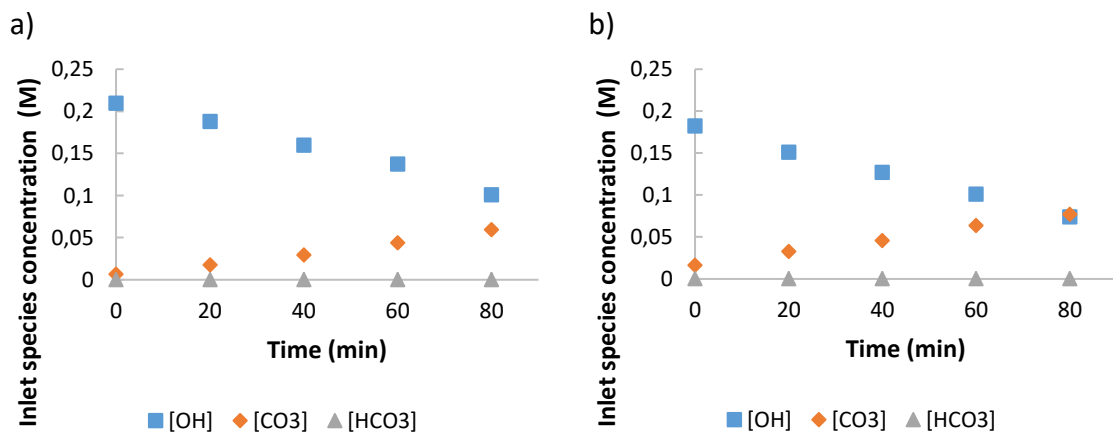 a)
Inlet species concentration (M)
0,25
0,2
0,15
0,1
0,05
0
0 20 40 60 80
Time (min)
[OH] [CO3] [HCO3]
b)
Inlet species concentration (M)
0,25
0,2
0,15
0,1
0,05
0
0 20 40 60 80
Time (min)
[OH] [CO3] [HCO3]